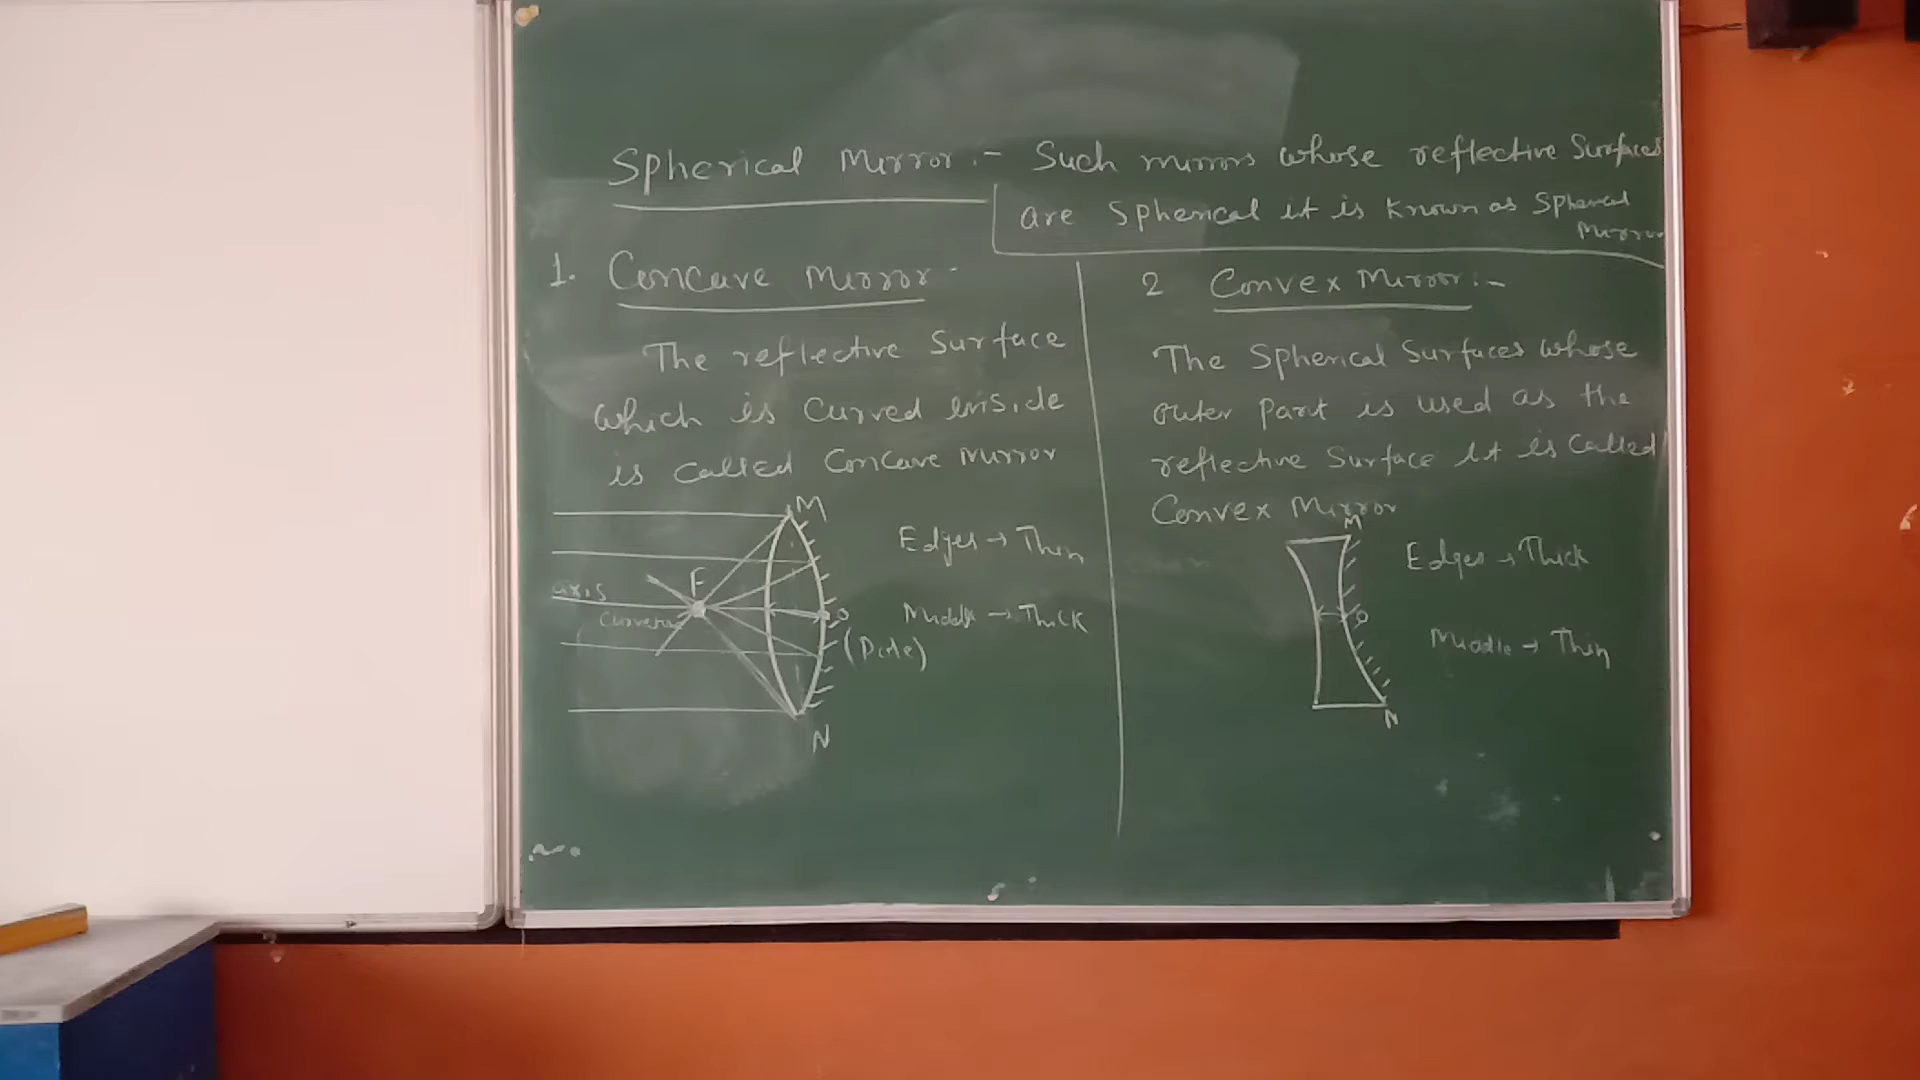 Spherical Mirror :- Such mirrors whose reflective Surfaces
are Spherical it is Known as Spherical
Mirror
1. Concave Mirror -
The reflective Surface
which is Curved inside
is called Concave Mirror
M
Edges → Thin
F
axis
Middle → Thick
P
(Pole)
N
2 Convex Mirror :-
The Spherical Surfaces whose
outer part is used as the
reflective Surface it is Called
Convex Mirror
M
Edges → Thick
P
Middle → Thin
N